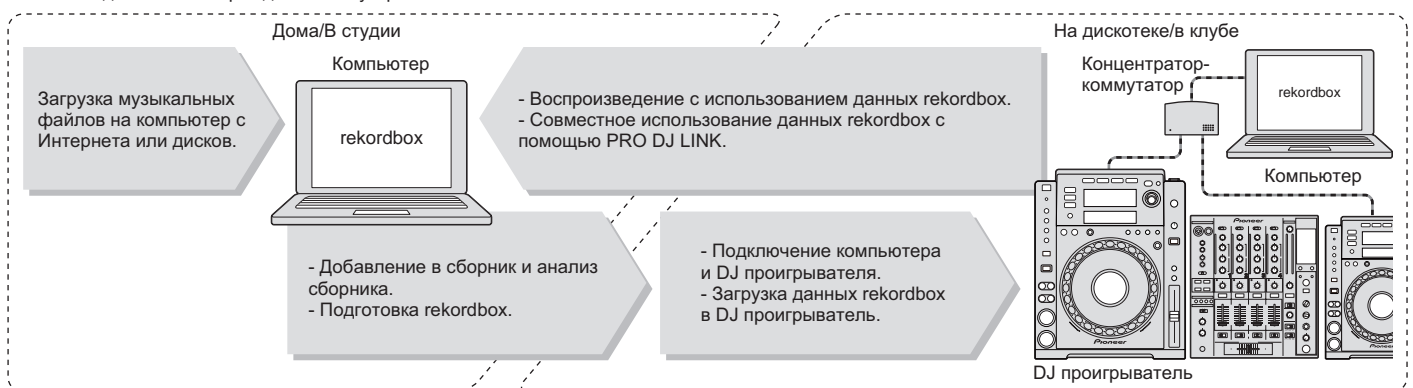 Дома/В студии
Компьютер
Загрузка музыкальных
файлов на компьютер с
Интернета или дисков.
rekordbox
- Воспроизведение с использованием данных rekordbox.
- Совместное использование данных rekordbox с
помощью PRO DJ LINK.
- Добавление в сборник и анализ
сборника.
- Подготовка rekordbox.
- Подключение компьютера
и DJ проигрывателя.
- Загрузка данных rekordbox
в DJ проигрыватель.
На дискотеке/в клубе
Концентратор-
коммутатор
rekordbox
Компьютер
Pioneer
Pioneer
DJ проигрыватель